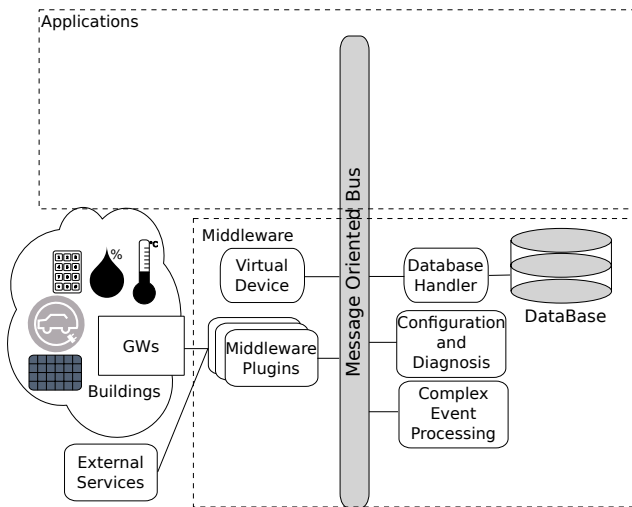 Applications
Message Oriented Bus
Middleware
Virtual
Device
Database
Handler
DataBase
%
°C
GWs
Middleware
Plugins
Configuration
and
Diagnosis
Buildings
Complex
Event
Processing
External
Services